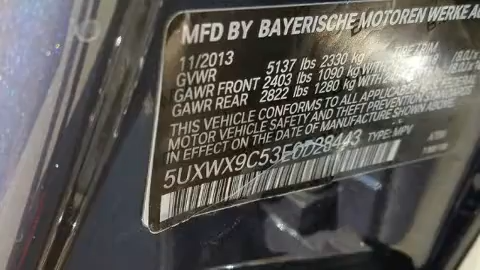 MFD BY BAYERISCHE MOTOREN WERKE AG
11/2013
GVWR 5137 lbs 2330 kg
GAWR FRONT 2403 lbs 1090 kg WITH
GAWR REAR 2822 lbs 1280 kg WITH
THIS VEHICLE CONFORMS TO ALL APPLICABLE
MOTOR VEHICLE SAFETY AND THEFT PREVENTION
IN EFFECT ON THE DATE OF MANUFACTURE SHOWN ABOVE.
5UXWX9C53E0D28443 TYPE: MPV